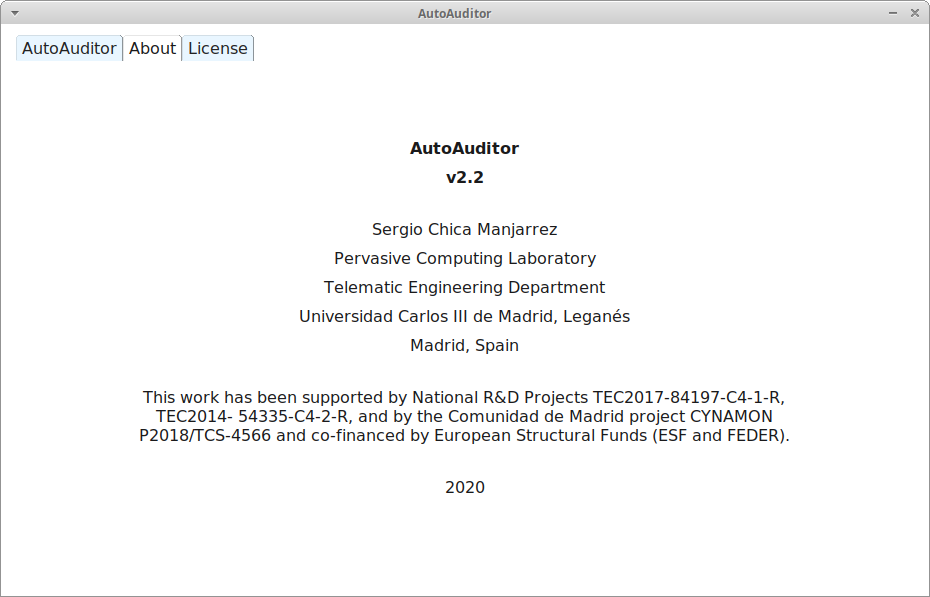 AutoAuditor
AutoAuditor About License
AutoAuditor
v2.2
Sergio Chica Manjarrez
Pervasive Computing Laboratory
Telematic Engineering Department
Universidad Carlos III de Madrid, Leganés
Madrid, Spain
This work has been supported by National R&D Projects TEC2017-84197-C4-1-R,
TEC2014- 54335-C4-2-R, and by the Comunidad de Madrid project CYNAMON
P2018/TCS-4566 and co-financed by European Structural Funds (ESF and FEDER).
2020